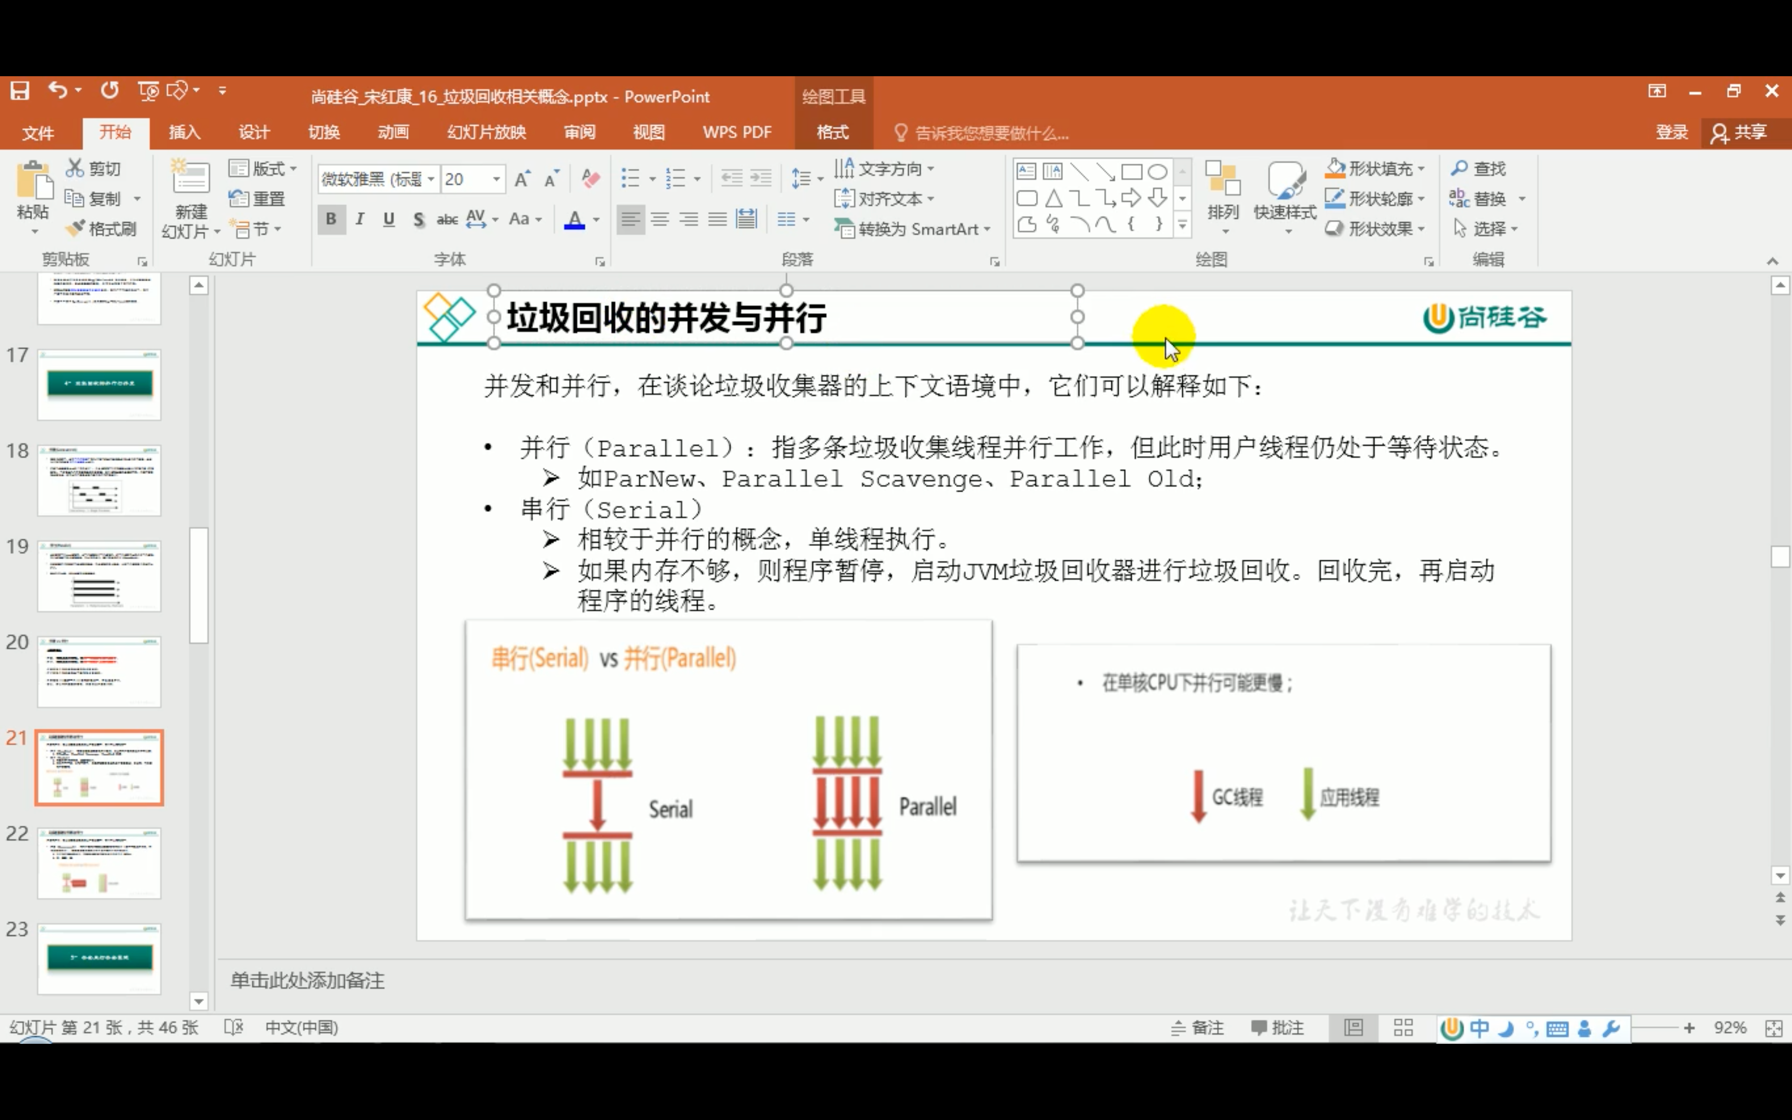 尚硅谷_宋红康_16_垃圾回收相关概念.pptx - PowerPoint
绘图工具
文件 开始 插入 设计 切换 动画 幻灯片放映 审阅 视图 WPS PDF 格式 告诉我您想要做什么... 登录 共享
粘贴 剪切 复制 格式刷 剪贴板
新建幻灯片 版式 重置 节 幻灯片
微软雅黑 (标题 20
B I U S abc AV Aa A
字体
文字方向 对齐文本 转换为 SmartArt 段落
排列 快速样式 形状填充 形状轮廓 形状效果 绘图
查找 替换 选择 编辑
17
18
19
20
21
22
23
垃圾回收的并发与并行
尚硅谷
并发和并行，在谈论垃圾收集器的上下文语境中，它们可以解释如下：
• 并行（Parallel）：指多条垃圾收集线程并行工作，但此时用户线程仍处于等待状态。
➢ 如ParNew、Parallel Scavenge、Parallel Old；
• 串行（Serial）
➢ 相较于并行的概念，单线程执行。
➢ 如果内存不够，则程序暂停，启动JVM垃圾回收器进行垃圾回收。回收完，再启动
程序的线程。
串行(Serial) vs 并行(Parallel)
Serial
Parallel
• 在单核CPU下并行可能更慢；
GC线程 应用线程
让天下没有难学的技术
单击此处添加备注
幻灯片 第 21 张，共 46 张 中文(中国) 备注 批注 中 92%